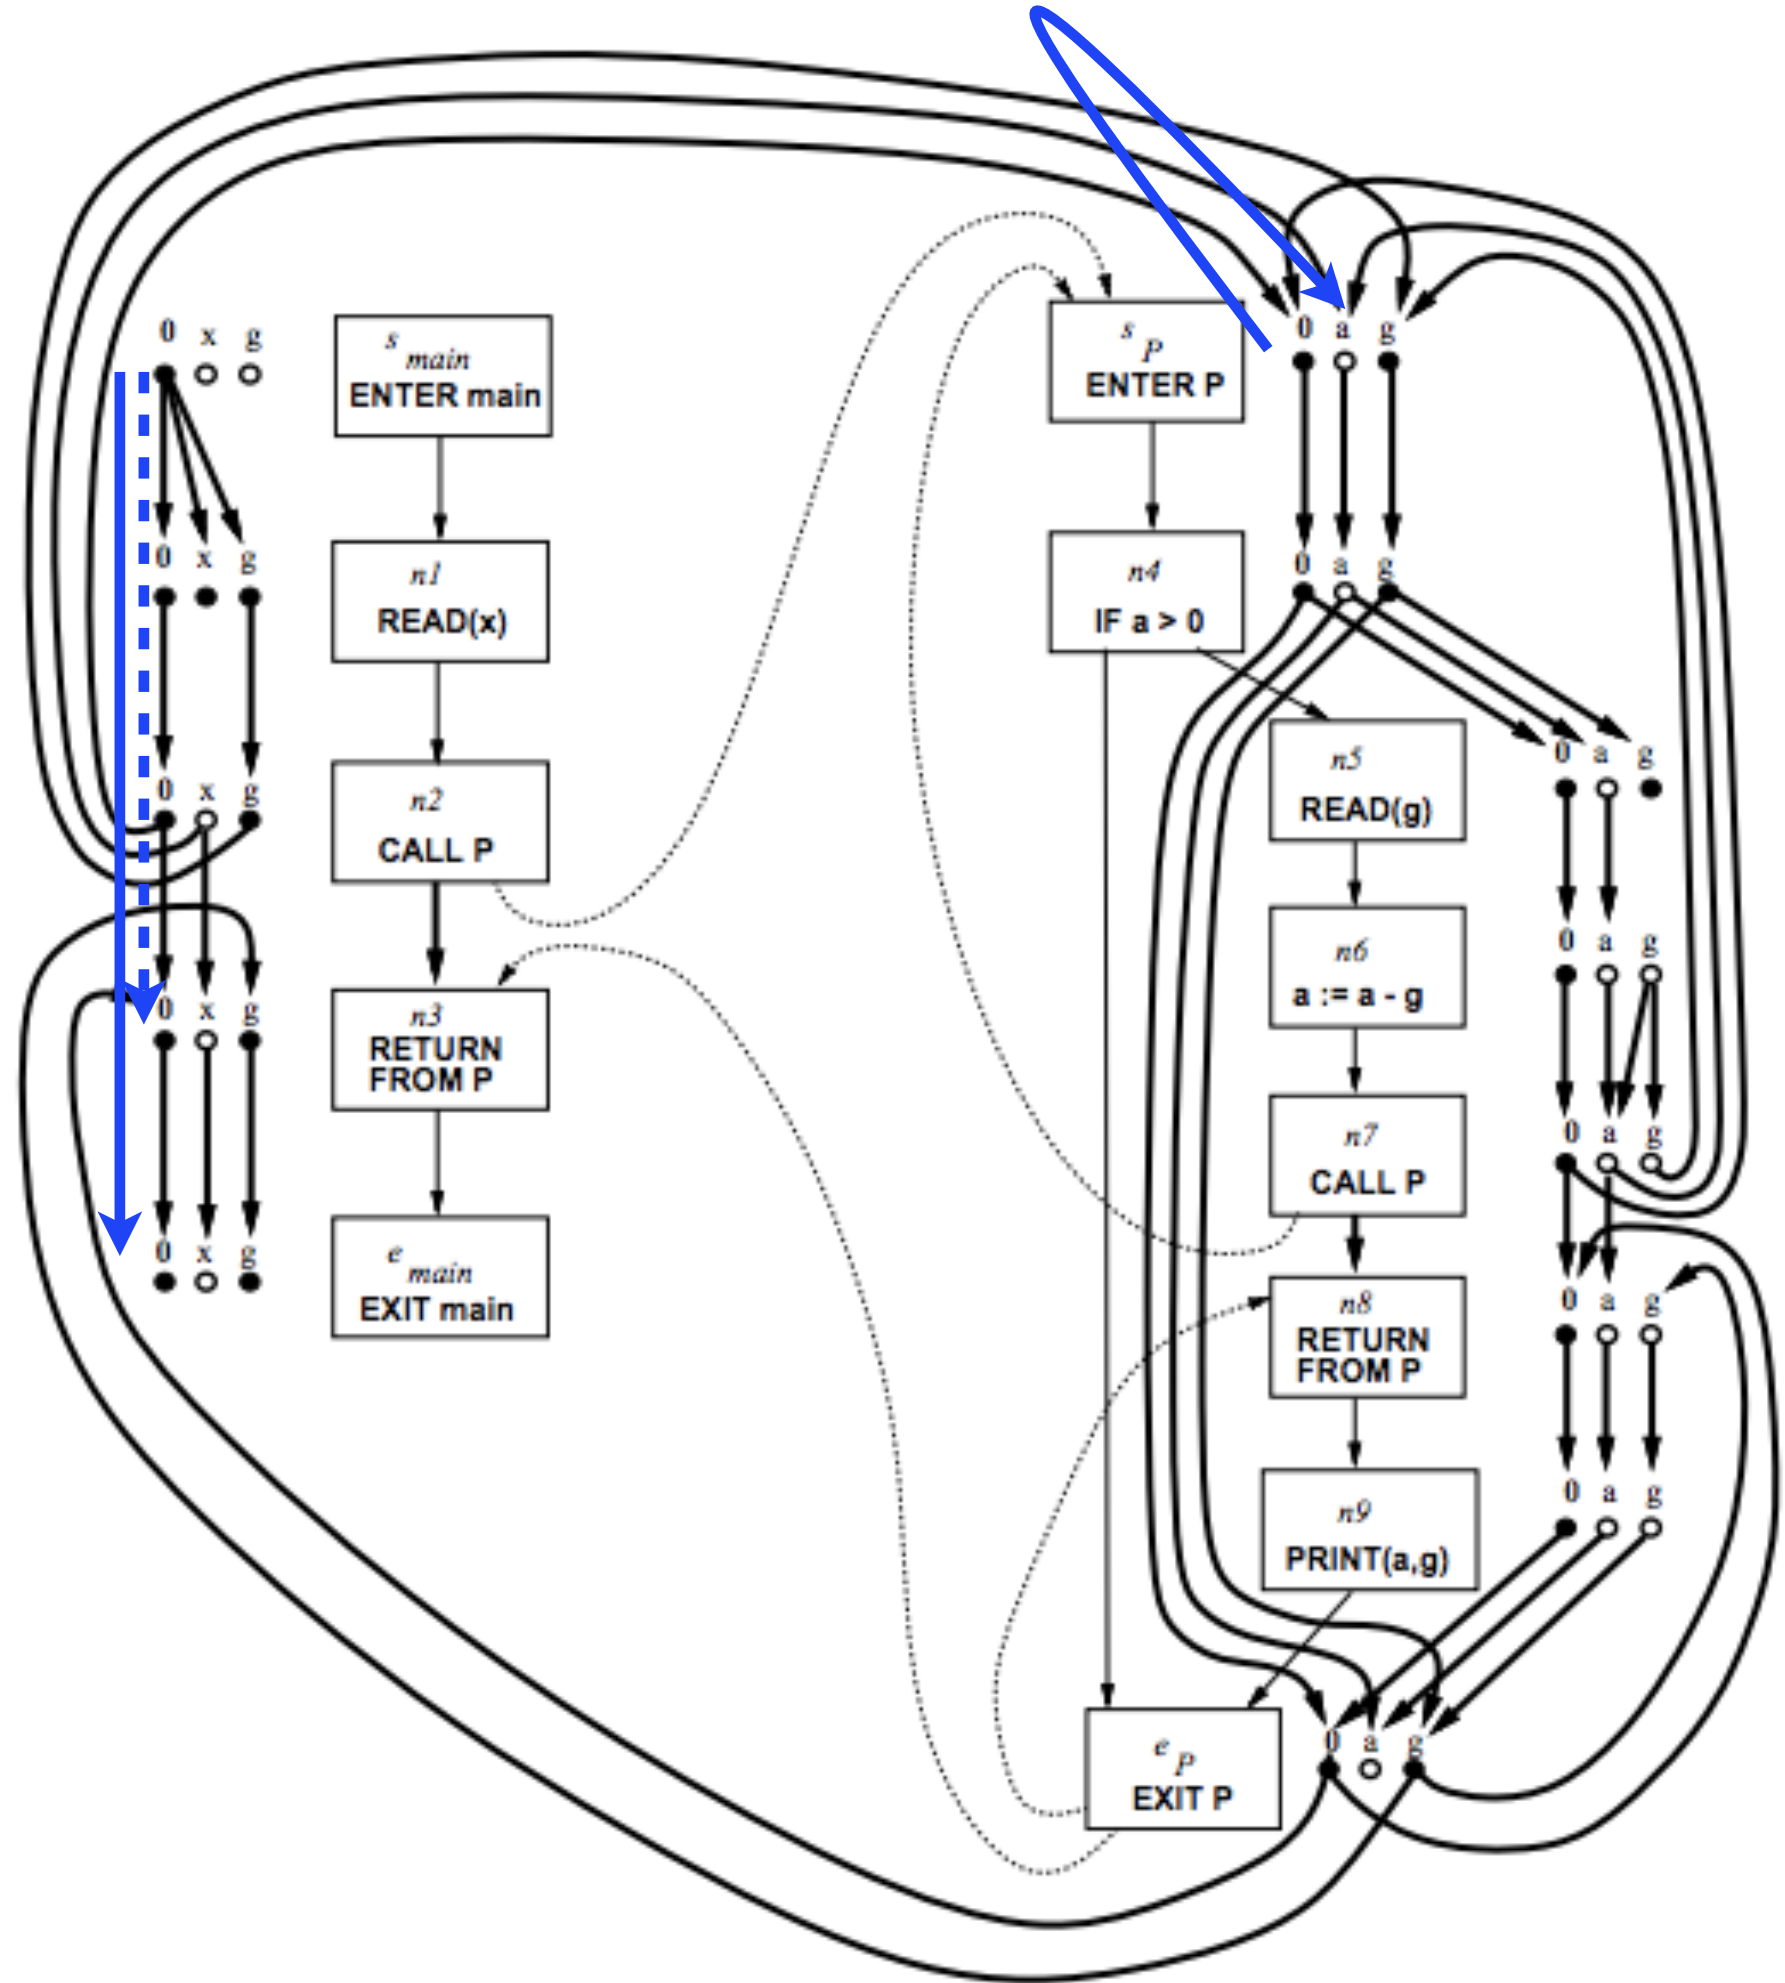 0 x g
s main
ENTER main
0 x g
n1
READ(x)
0 x g
n2
CALL P
0 x g
n3
RETURN
FROM P
0 x g
e main
EXIT main
s P
ENTER P
0 a g
n4
IF a > 0
0 a g
n5
READ(g)
0 a g
n6
a := a - g
0 a g
n7
CALL P
0 a g
n8
RETURN
FROM P
0 a g
n9
PRINT(a,g)
0 a g
e P
EXIT P
0 a g